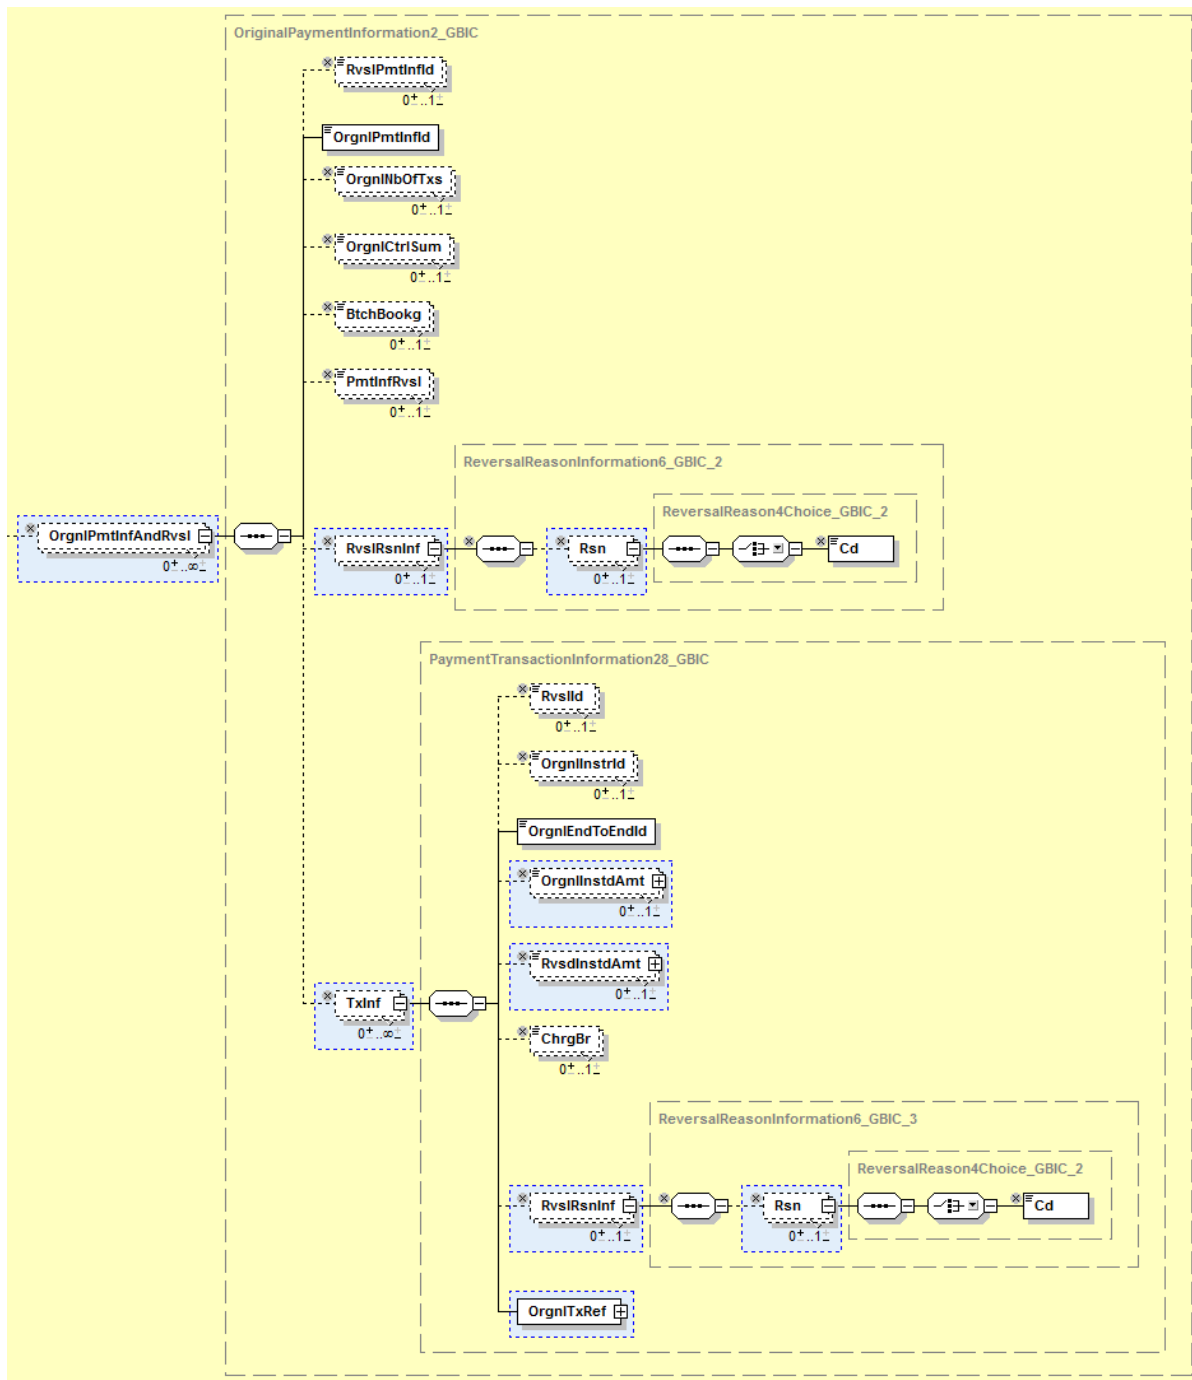 OriginalPaymentInformation2_GBIC
RvslPmtInfId
0..1
OrgnlPmtInfId
OrgnlNbOfTxs
0..1
OrgnlCtrlSum
0..1
BtchBookg
0..1
PmtInfRvsl
0..1
ReversalReasonInformation6_GBIC_2
ReversalReason4Choice_GBIC_2
OrgnlPmtInfAndRvsl
0..∞
RvslRsnInf
0..1
Rsn
0..1
Cd
PaymentTransactionInformation28_GBIC
RvslId
0..1
OrgnlInstrId
0..1
OrgnlEndToEndId
OrgnlInstdAmt
0..1
RvsdInstdAmt
0..1
TxInf
0..∞
ChrgBr
0..1
ReversalReasonInformation6_GBIC_3
ReversalReason4Choice_GBIC_2
RvslRsnInf
0..1
Rsn
0..1
Cd
OrgnlTxRef